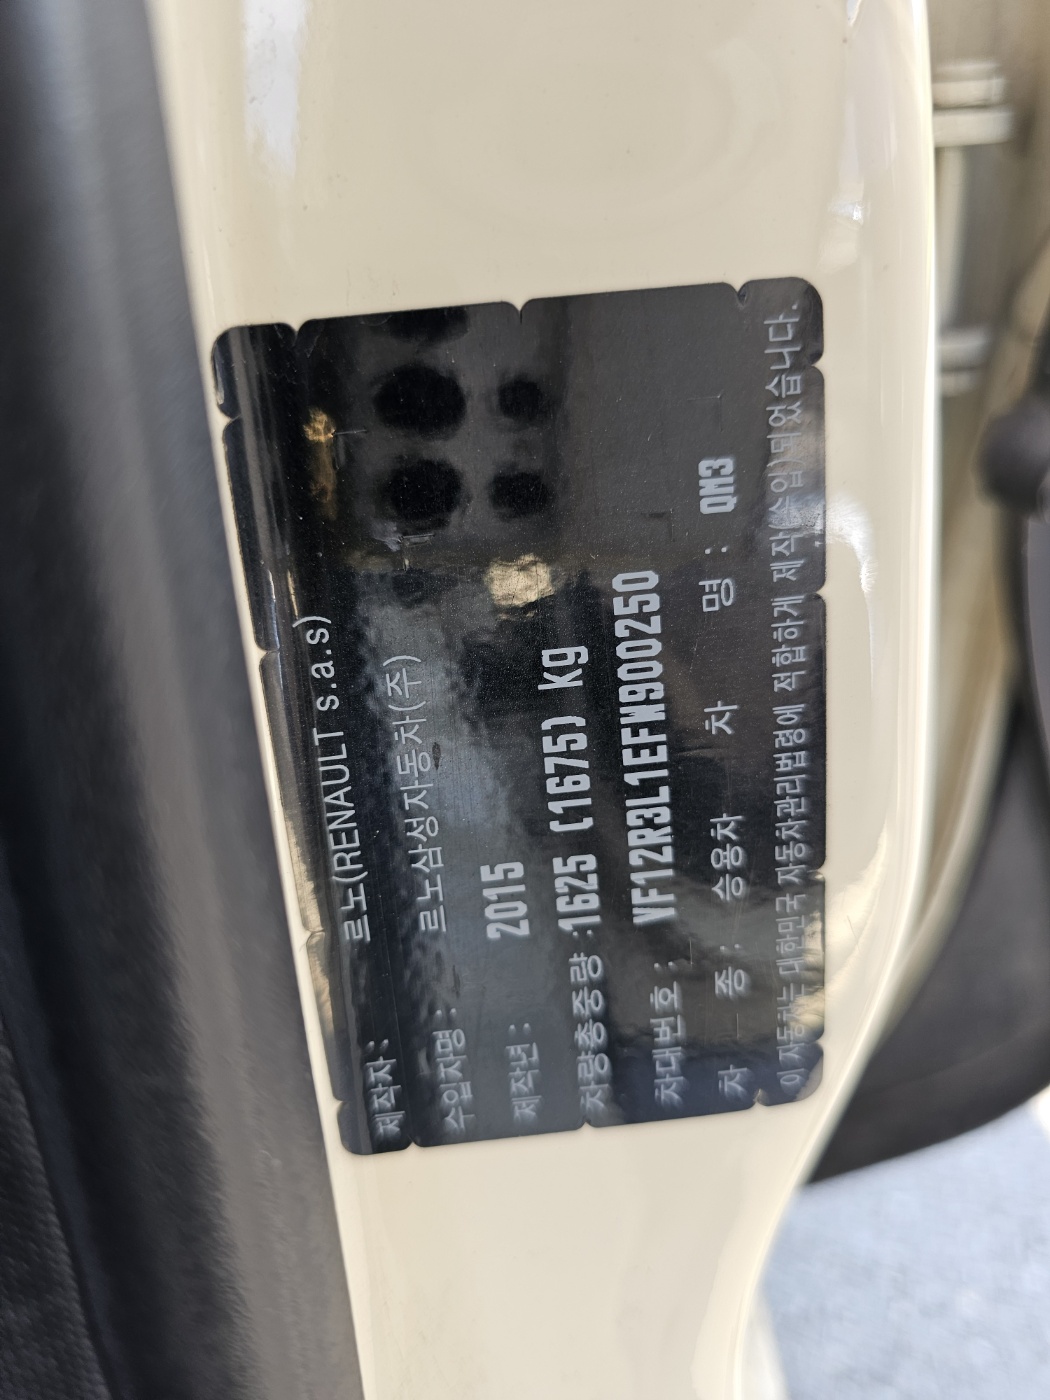 제작자 : 르노(RENAULT s.a.s)
수입자명 : 르노삼성자동차(주)
제작년 : 2015
차량총중량 : 1625 (1675) kg
차대번호 : VF12R3L1EFW900250
차 종 : 승용차 차 명 : QM3
이 자동차는 대한민국 자동차관리법령에 적합하게 제작(수입)되었습니다.